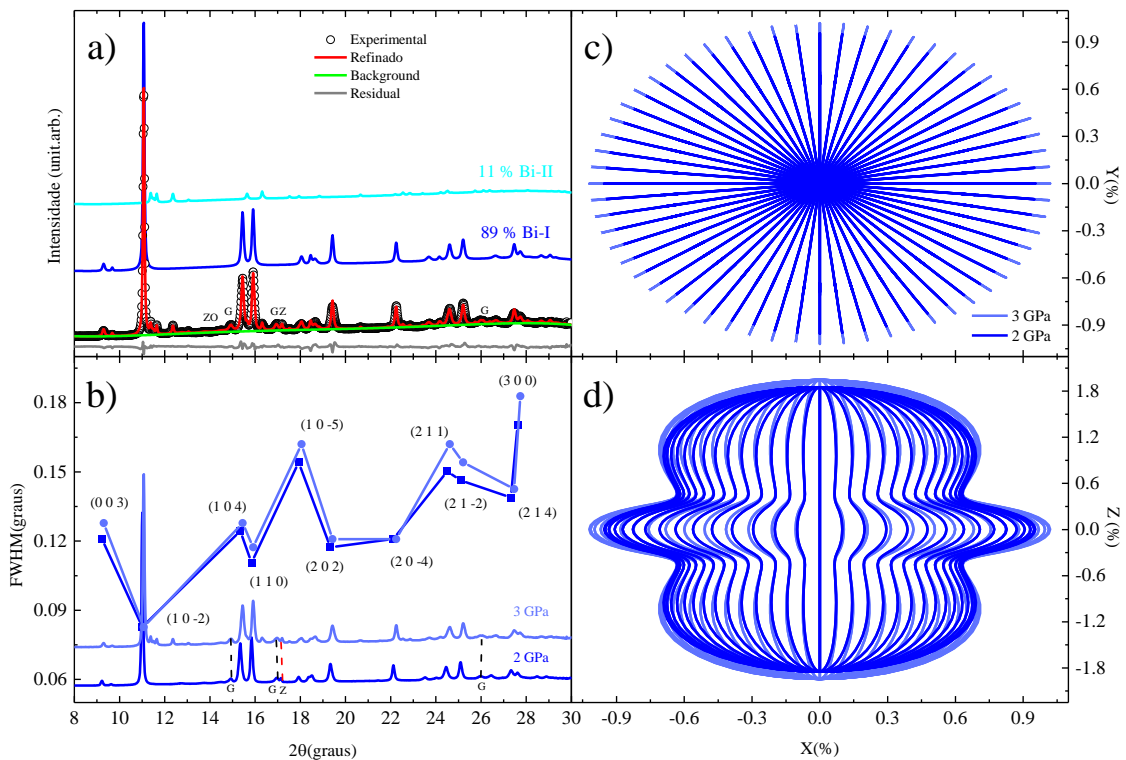 a)
Experimental
Refinado
Background
Residual
11 % Bi-II
89 % Bi-I
ZO
G
GZ
G
Intensidade (unit.arb.)
b)
(3 0 0)
(1 0 -5)
(2 1 1)
(0 0 3)
(1 0 4)
(2 1 -2)
(2 1 4)
(2 0 2)
(2 0 -4)
(1 1 0)
(1 0 -2)
3 GPa
2 GPa
G
G
Z
G
0.18
0.15
0.12
0.09
0.06
FWHM(graus)
8
10
12
14
16
18
20
22
24
26
28
30
2θ(graus)
c)
3 GPa
2 GPa
0.9
0.6
0.3
0.0
-0.3
-0.6
-0.9
Y(%)
d)
1.8
1.2
0.6
0.0
-0.6
-1.2
-1.8
Z(%)
-0.9
-0.6
-0.3
0.0
0.3
0.6
0.9
X(%)